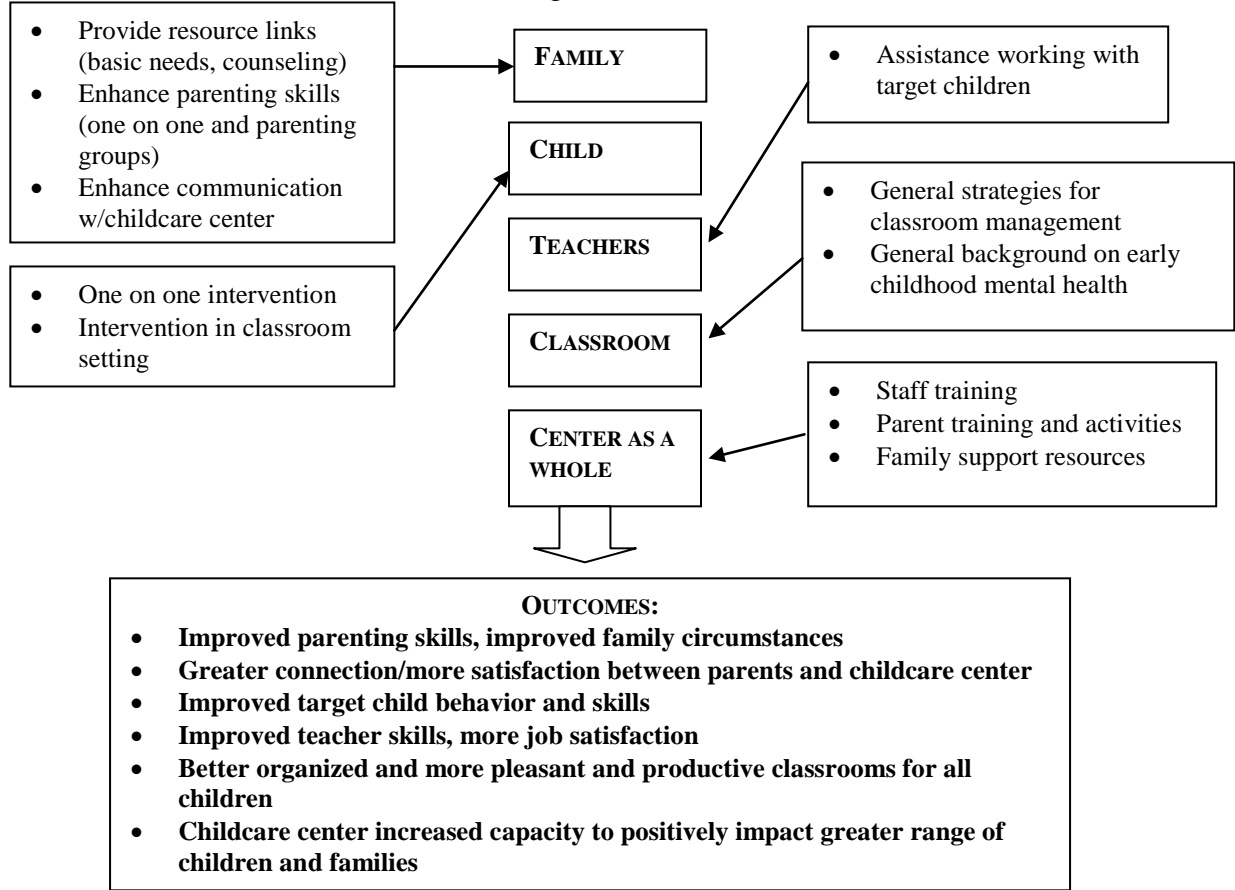 • Provide resource links
(basic needs, counseling)
• Enhance parenting skills
(one on one and parenting
groups)
• Enhance communication
w/childcare center
• One on one intervention
• Intervention in classroom
setting
FAMILY
CHILD
TEACHERS
CLASSROOM
CENTER AS A
WHOLE
• Assistance working with
target children
• General strategies for
classroom management
• General background on early
childhood mental health
• Staff training
• Parent training and activities
• Family support resources
OUTCOMES:
• Improved parenting skills, improved family circumstances
• Greater connection/more satisfaction between parents and childcare center
• Improved target child behavior and skills
• Improved teacher skills, more job satisfaction
• Better organized and more pleasant and productive classrooms for all
children
• Childcare center increased capacity to positively impact greater range of
children and families